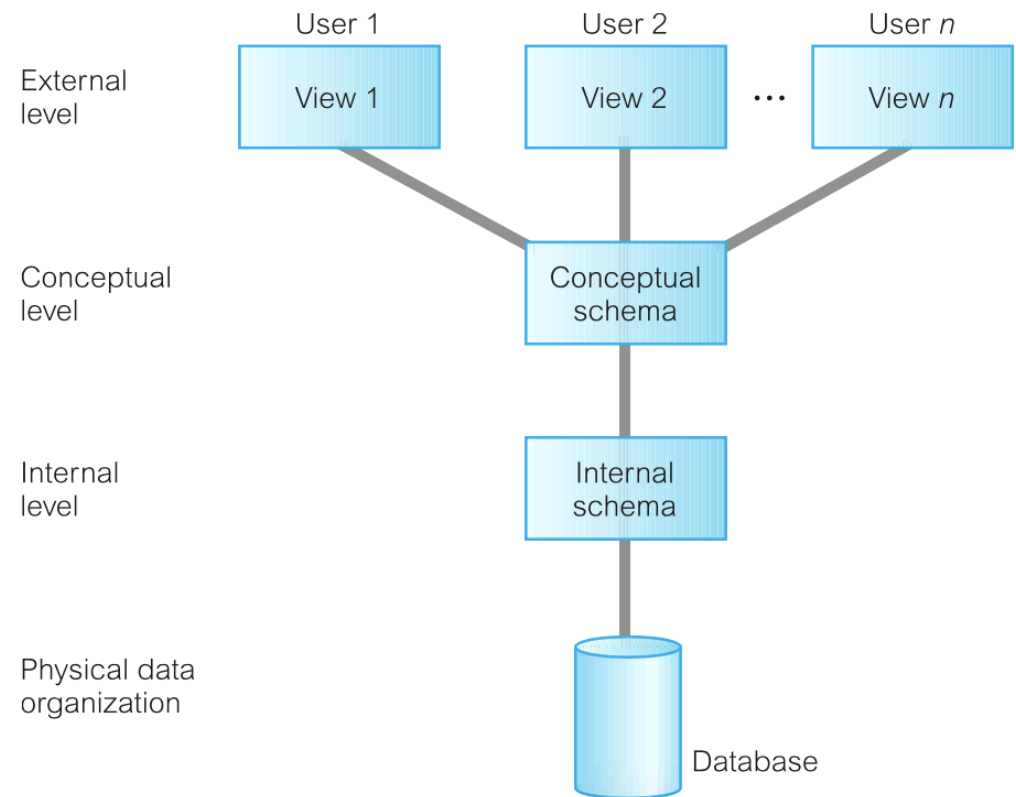 User 1
User 2
User n
External
level
View 1
View 2
...
View n
Conceptual
level
Conceptual
schema
Internal
level
Internal
schema
Physical data
organization
Database